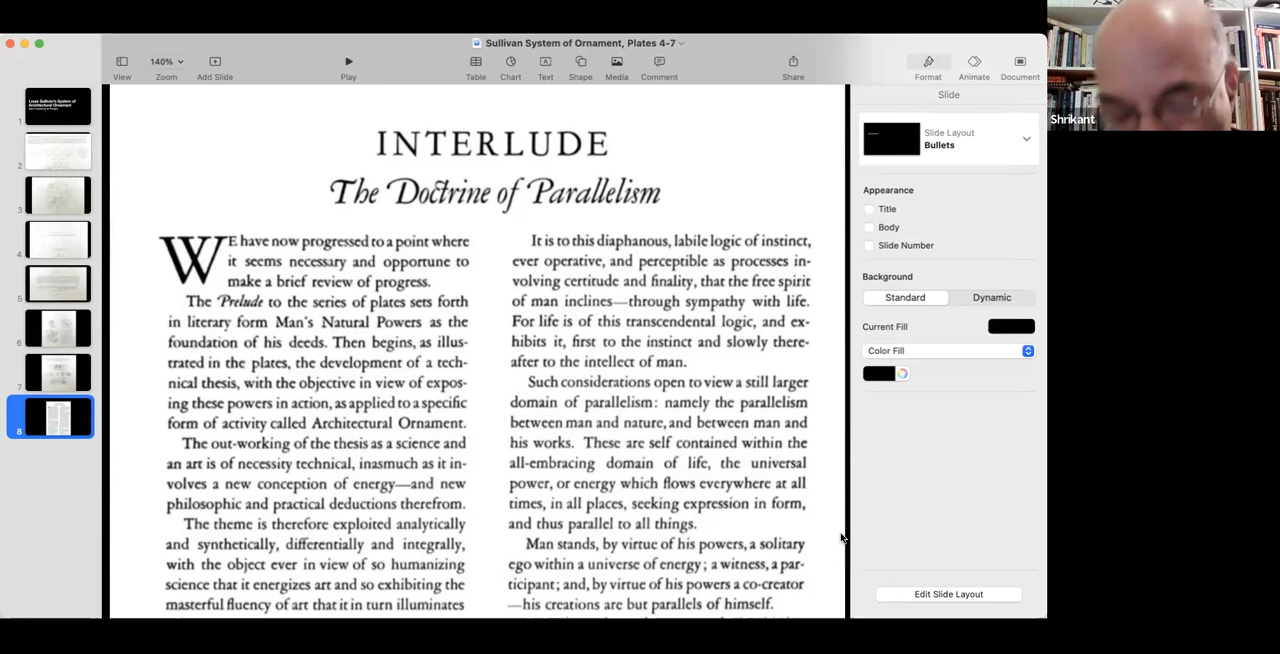 Sullivan System of Ornament, Plates 4-7
View
140%
Zoom
Add Slide
Play
Table
Chart
Text
Shape
Media
Comment
Share
Format
Animate
Document
1
2
3
4
5
6
7
8
INTERLUDE
The Doctrine of Parallelism
WE have now progressed to a point where
it seems necessary and opportune to
make a brief review of progress.
The Prelude to the series of plates sets forth
in literary form Man's Natural Powers as the
foundation of his deeds. Then begins, as illus-
trated in the plates, the development of a tech-
nical thesis, with the objective in view of expos-
ing these powers in action, as applied to a specific
form of activity called Architectural Ornament.
The out-working of the thesis as a science and
an art is of necessity technical, inasmuch as it in-
volves a new conception of energy—and new
philosophic and practical deductions therefrom.
The theme is therefore exploited analytically
and synthetically, differentially and integrally,
with the object ever in view of so humanizing
science that it energizes art and so exhibiting the
masterful fluency of art that it in turn illuminates
It is to this diaphanous, labile logic of instinct,
ever operative, and perceptible as processes in-
volving certitude and finality, that the free spirit
of man inclines—through sympathy with life.
For life is of this transcendental logic, and ex-
hibits it, first to the instinct and slowly there-
after to the intellect of man.
Such considerations open to view a still larger
domain of parallelism: namely the parallelism
between man and nature, and between man and
his works. These are self contained within the
all-embracing domain of life, the universal
power, or energy which flows everywhere at all
times, in all places, seeking expression in form,
and thus parallel to all things.
Man stands, by virtue of his powers, a solitary
ego within a universe of energy; a witness, a par-
ticipant; and, by virtue of his powers a co-creator
—his creations are but parallels of himself.
Slide
Slide Layout
Bullets
Appearance
Title
Body
Slide Number
Background
Standard
Dynamic
Current Fill
Color Fill
Edit Slide Layout
Shrikant